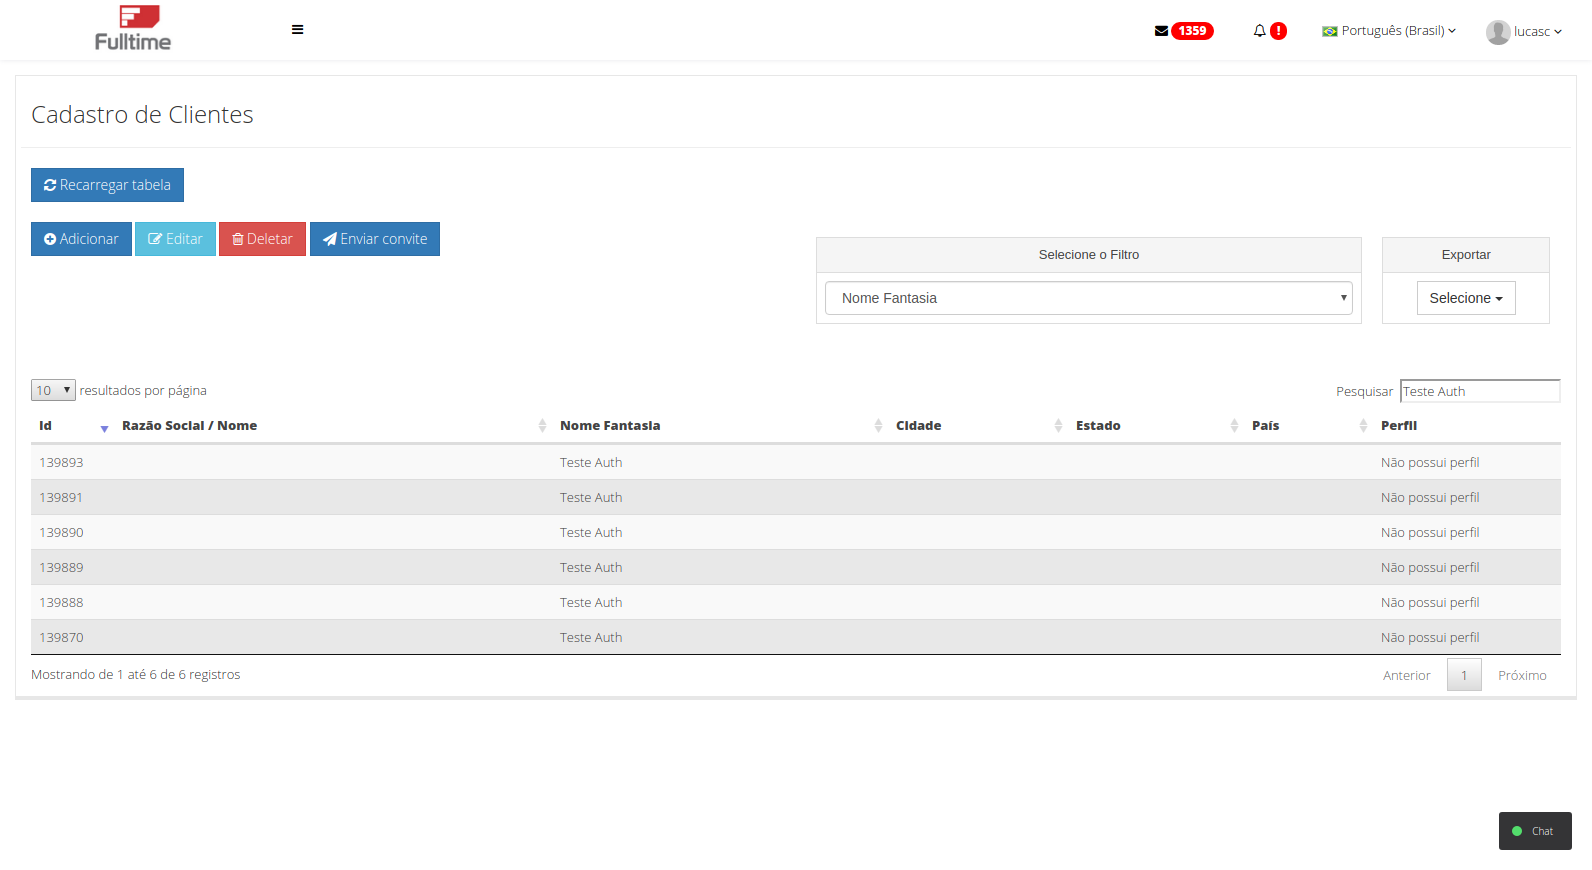 Fulltime
1359
!
Português (Brasil)
lucasc
Cadastro de Clientes
Recarregar tabela
Adicionar Editar Deletar Enviar convite
Selecione o Filtro
Nome Fantasia
Exportar
Selecione
10 resultados por página
Pesquisar Teste Auth
Id Razão Social / Nome Nome Fantasia Cidade Estado País Perfil
139893 Teste Auth Não possui perfil
139891 Teste Auth Não possui perfil
139890 Teste Auth Não possui perfil
139889 Teste Auth Não possui perfil
139888 Teste Auth Não possui perfil
139870 Teste Auth Não possui perfil
Mostrando de 1 até 6 de 6 registros
Anterior 1 Próximo
Chat